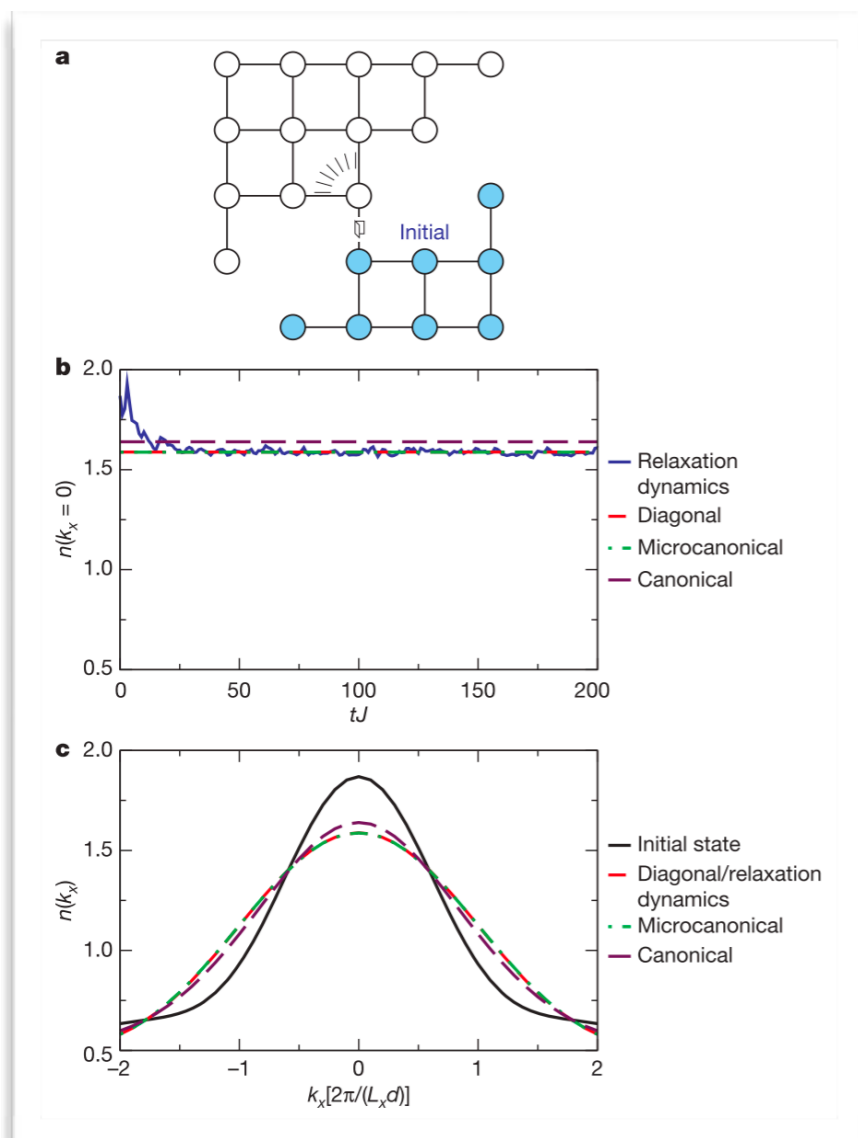 a
Initial
b
2.0
1.5
1.0
0.5
n(kx = 0)
0
50
100
150
200
tJ
Relaxation
dynamics
Diagonal
Microcanonical
Canonical
c
2.0
1.5
1.0
0.5
n(kx)
−2
−1
0
1
2
kx[2π/(Lxd)]
Initial state
Diagonal/relaxation
dynamics
Microcanonical
Canonical